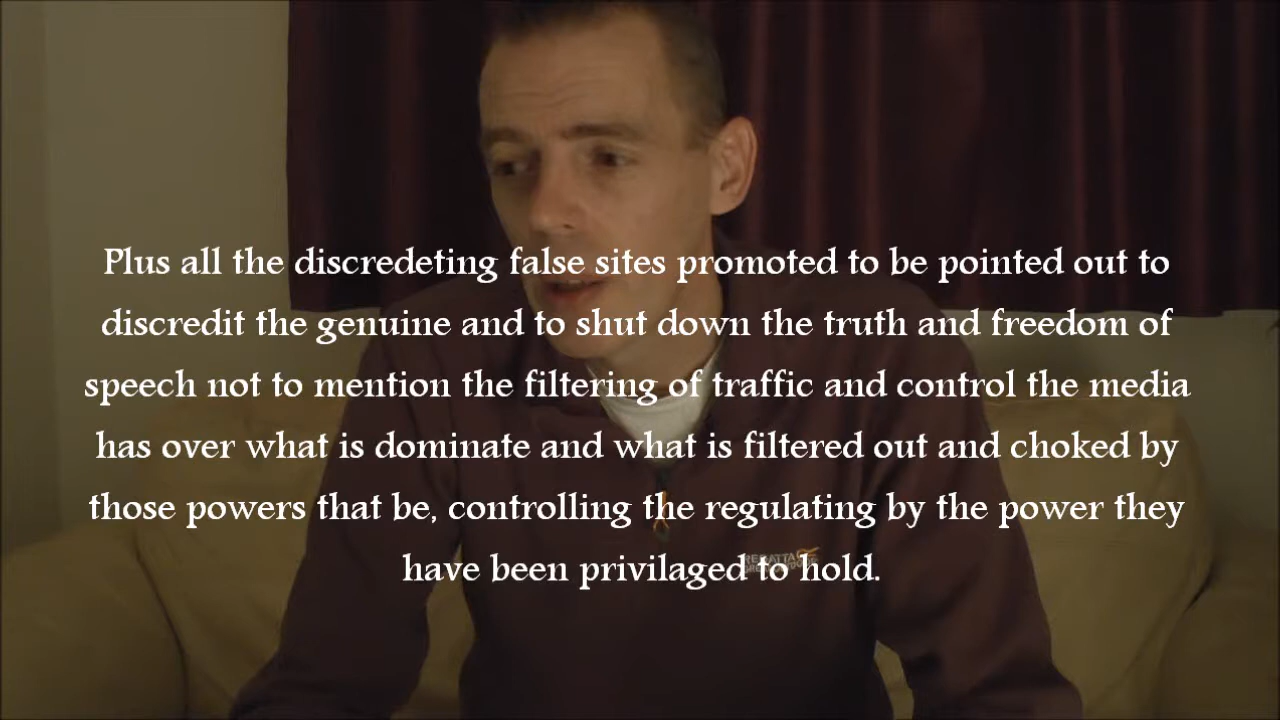 Plus all the discredeting false sites promoted to be pointed out to
discredit the genuine and to shut down the truth and freedom of
speech not to mention the filtering of traffic and control the media
has over what is dominate and what is filtered out and choked by
those powers that be, controlling the regulating by the power they
have been privilaged to hold.
REGATTA